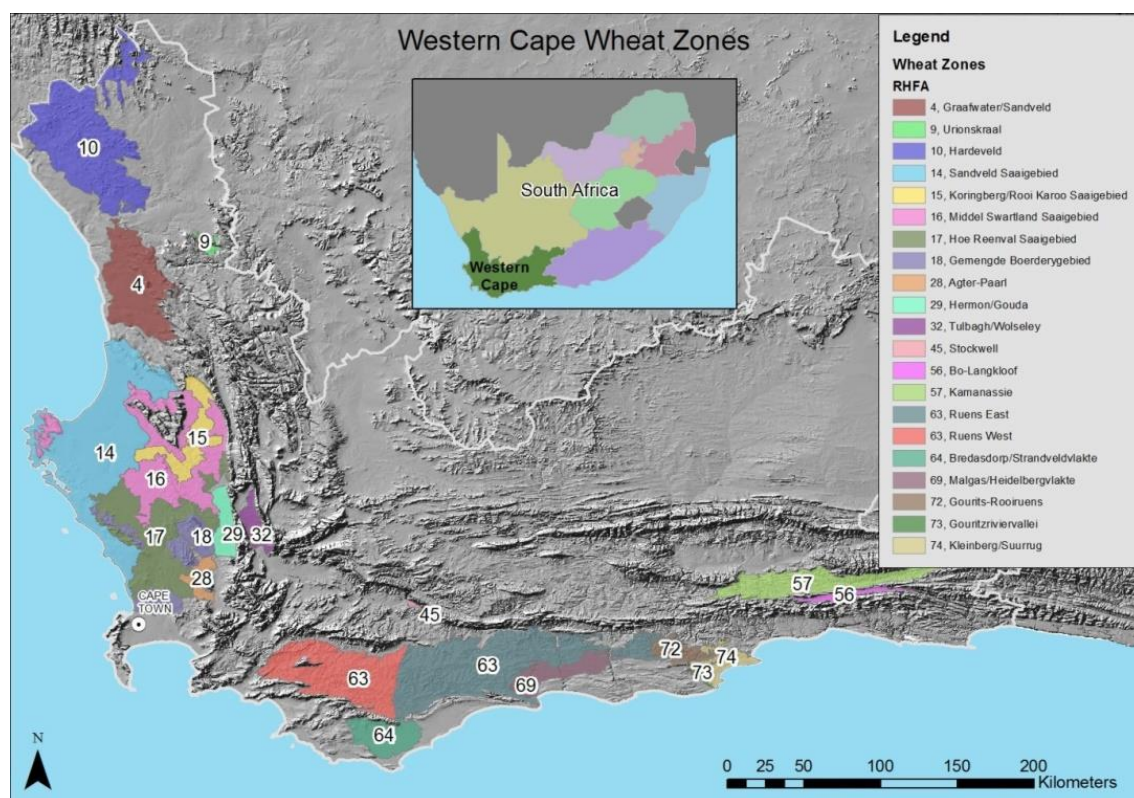 Western Cape Wheat Zones
South Africa
Western
Cape
Legend
Wheat Zones
RHFA
4, Graafwater/Sandveld
9, Urionskraal
10, Hardeveld
14, Sandveld Saaigebied
15, Koringberg/Rooi Karoo Saaigebied
16, Middel Swartland Saaigebied
17, Hoe Reenval Saaigebied
18, Gemengde Boerderygebied
28, Agter-Paarl
29, Hermon/Gouda
32, Tulbagh/Wolseley
45, Stockwell
56, Bo-Langkloof
57, Kamanassie
63, Ruens East
63, Ruens West
64, Bredasdorp/Strandveldvlakte
69, Malgas/Heidelbergvlakte
72, Gourits-Rooiruens
73, Gouritzriviervallei
74, Kleinberg/Suurrug
10
9
4
14
15
16
17
18
29
32
28
CAPE
TOWN
45
57
56
63
63
69
72
73
74
64
N
0 25 50 100 150 200
Kilometers